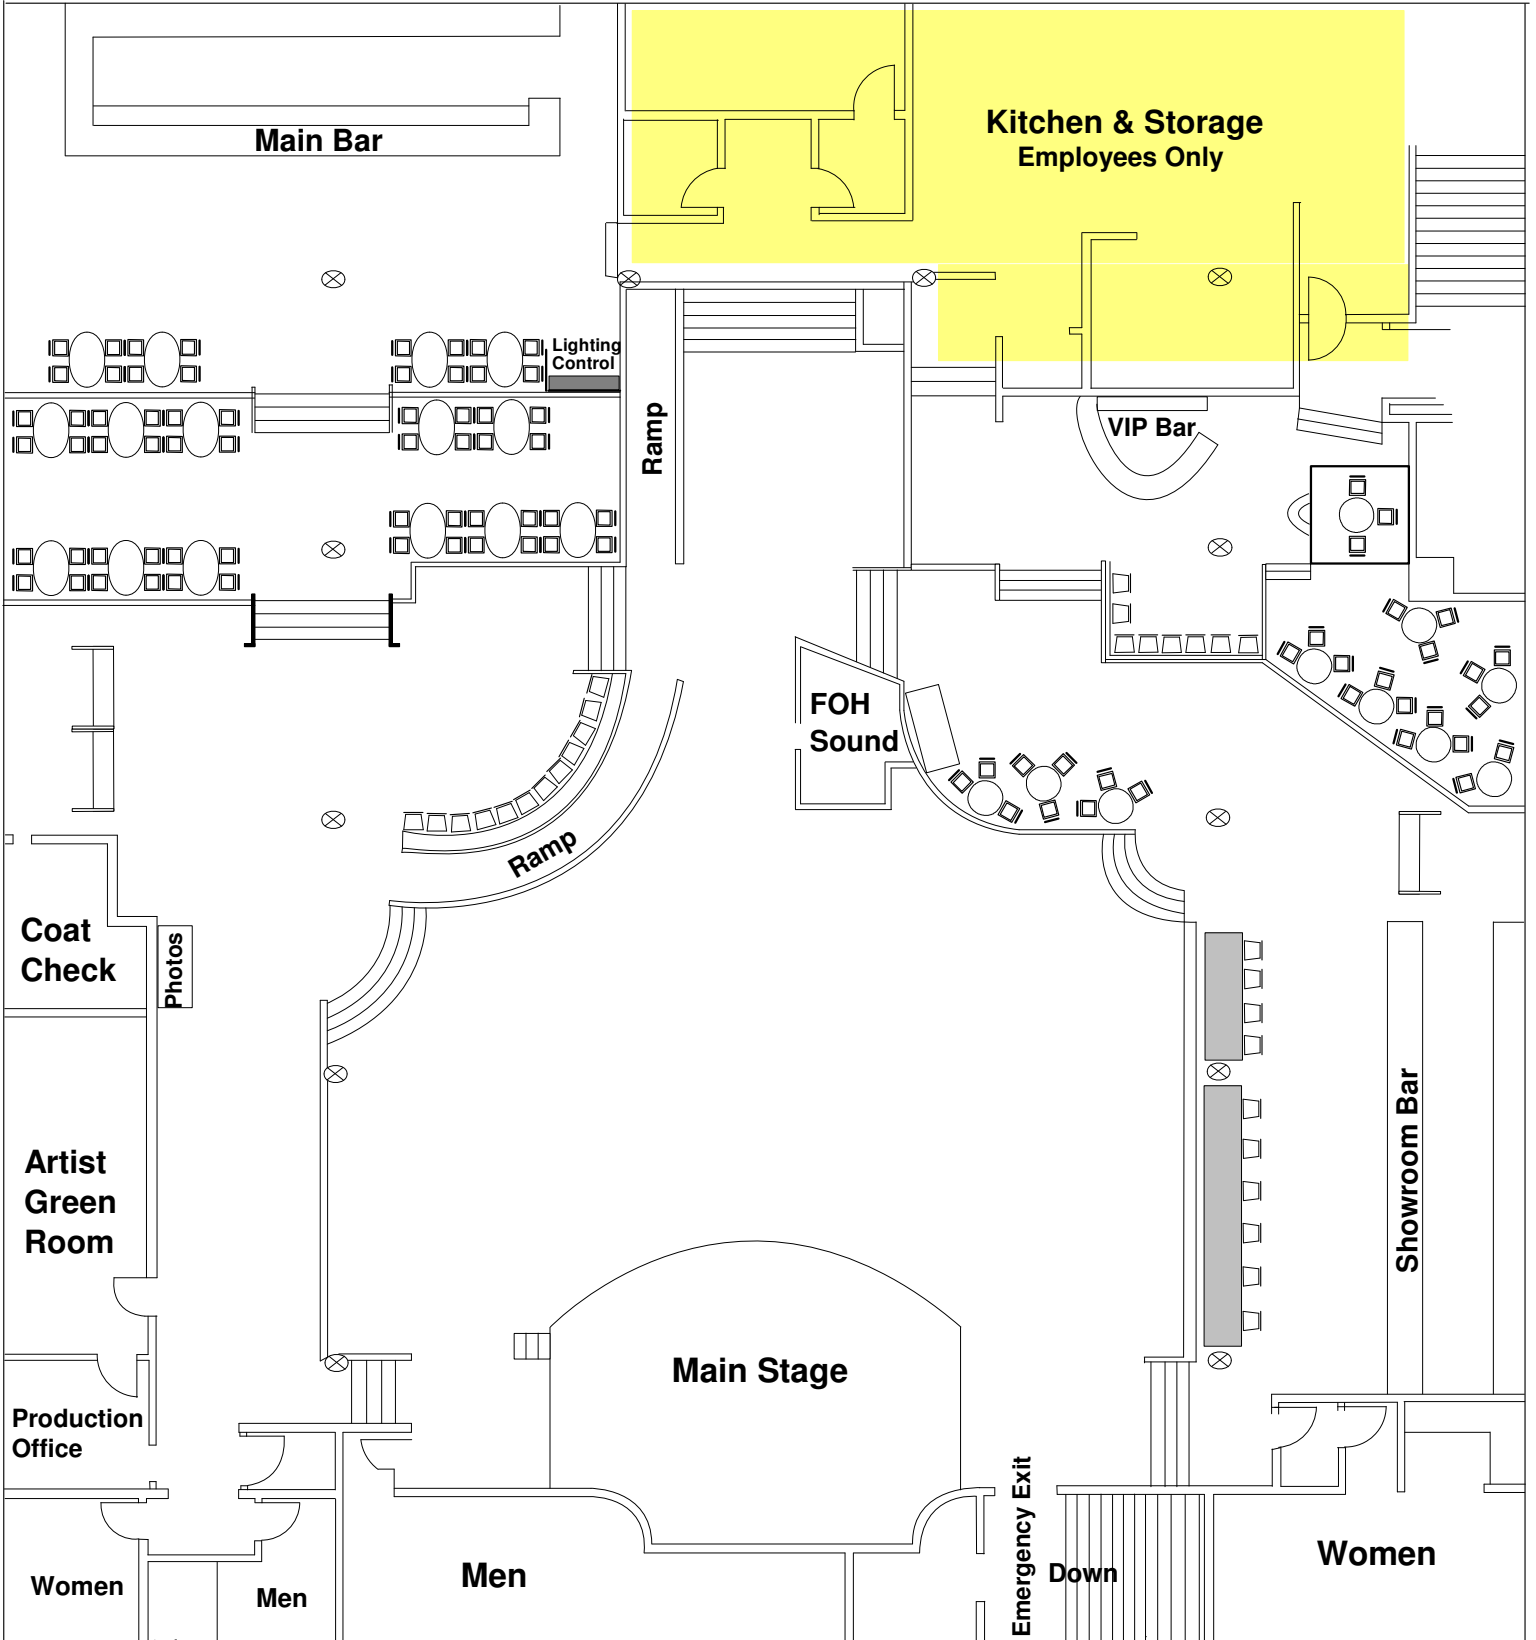 Kitchen & Storage
Employees Only
Main Bar
Lighting
Control
Ramp
VIP Bar
FOH
Sound
Ramp
Coat
Check
Photos
Artist
Green
Room
Showroom Bar
Main Stage
Production
Office
Emergency Exit
Women
Men
Men
Down
Women